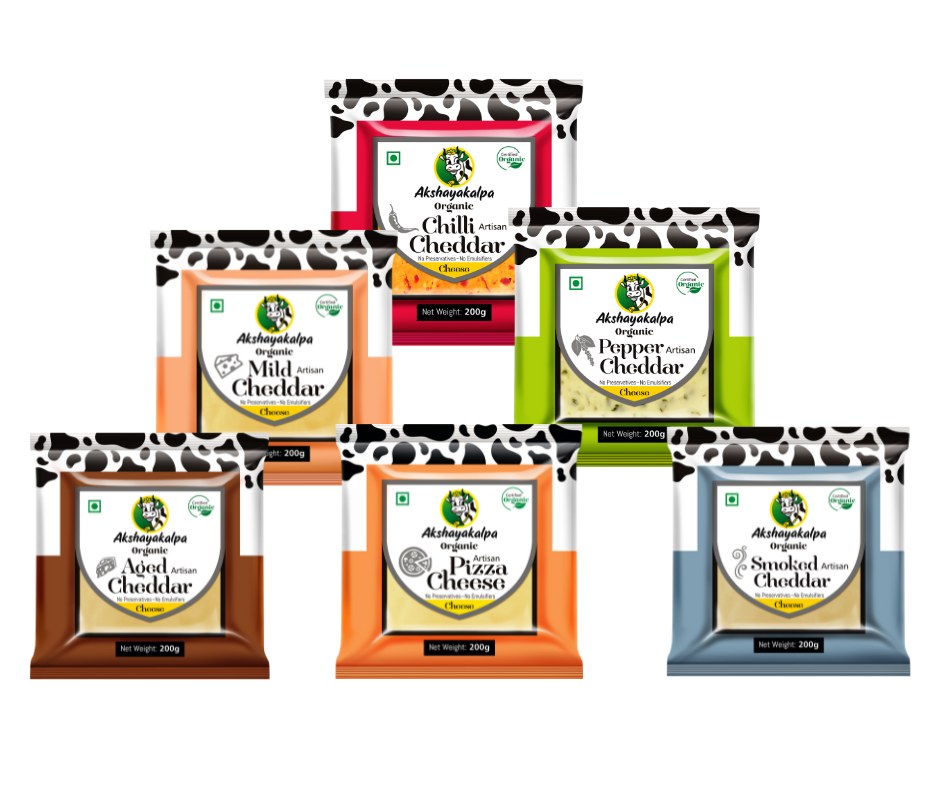 Certified
Organic
Akshayakalpa
Organic
Chilli Artisan
Cheddar
No Preservatives • No Emulsifiers
Cheese
Net Weight: 200g
Certified
Organic
Akshayakalpa
Organic
Mild Artisan
Cheddar
No Preservatives • No Emulsifiers
Cheese
ght: 200g
Certified
Organic
Akshayakalpa
Organic
Pepper Artisan
Cheddar
No Preservatives • No Emulsifiers
Cheese
Net Weight: 200g
Certified
Organic
Akshayakalpa
Organic
Aged Artisan
Cheddar
No Preservatives • No Emulsifiers
Cheese
Net Weight: 200g
Certified
Organic
Akshayakalpa
Organic
Artisan
Pizza
Cheese
No Preservatives • No Emulsifiers
Cheese
Net Weight: 200g
Certified
Organic
Akshayakalpa
Organic
Smoked Artisan
Cheddar
No Preservatives • No Emulsifiers
Cheese
Net Weight: 200g